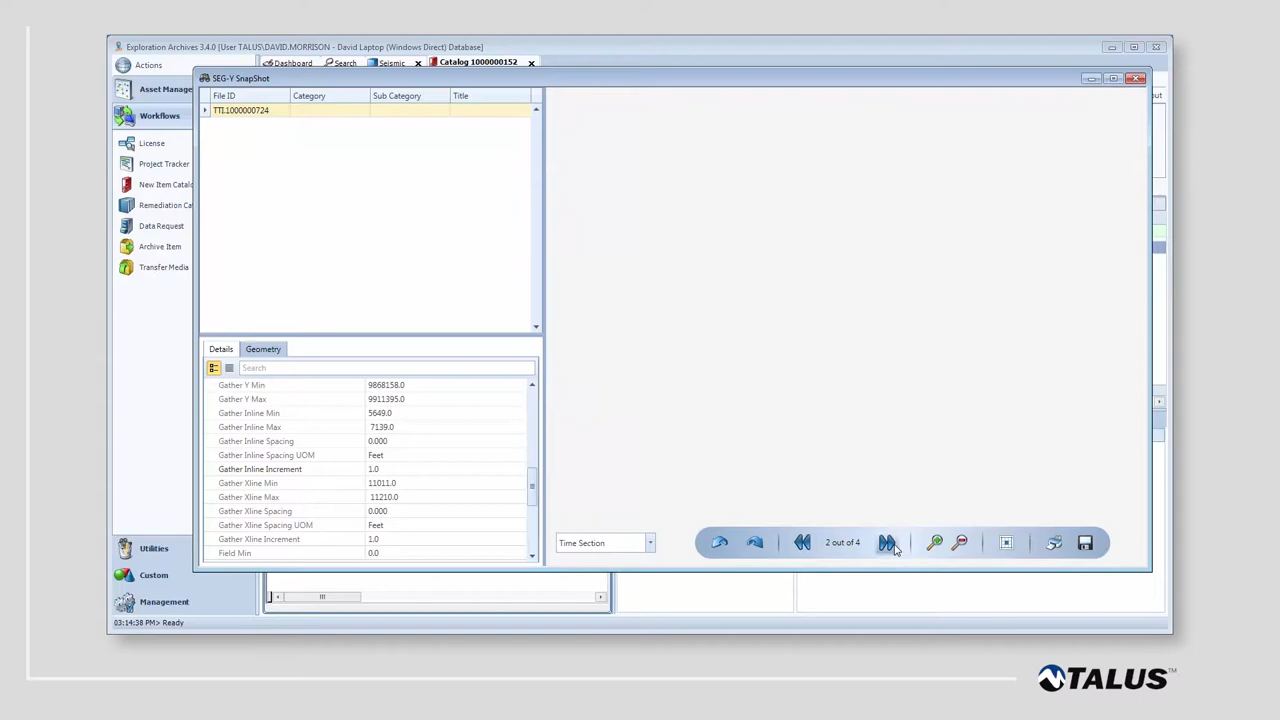 Exploration Archives 3.4.0 [User TALUS\DAVID.MORRISON - David Laptop (Windows Direct) Database]
Actions
Dashboard Search Seismic Catalog 1000000152
SEG-Y SnapShot
Asset Manage
Workflows
License
Project Tracker
New Item Catalo
Remediation Ca
Data Request
Archive Item
Transfer Media
Utilities
Custom
Management
03:14:38 PM> Ready
File ID Category Sub Category Title
TTI.1000000724
out
Details Geometry
Search
Gather Y Min 9868158.0
Gather Y Max 9911395.0
Gather Inline Min 5649.0
Gather Inline Max 7139.0
Gather Inline Spacing 0.000
Gather Inline Spacing UOM Feet
Gather Inline Increment 1.0
Gather Xline Min 11011.0
Gather Xline Max 11210.0
Gather Xline Spacing 0.000
Gather Xline Spacing UOM Feet
Gather Xline Increment 1.0
Field Min 0.0
Time Section
2 out of 4
TALUS™